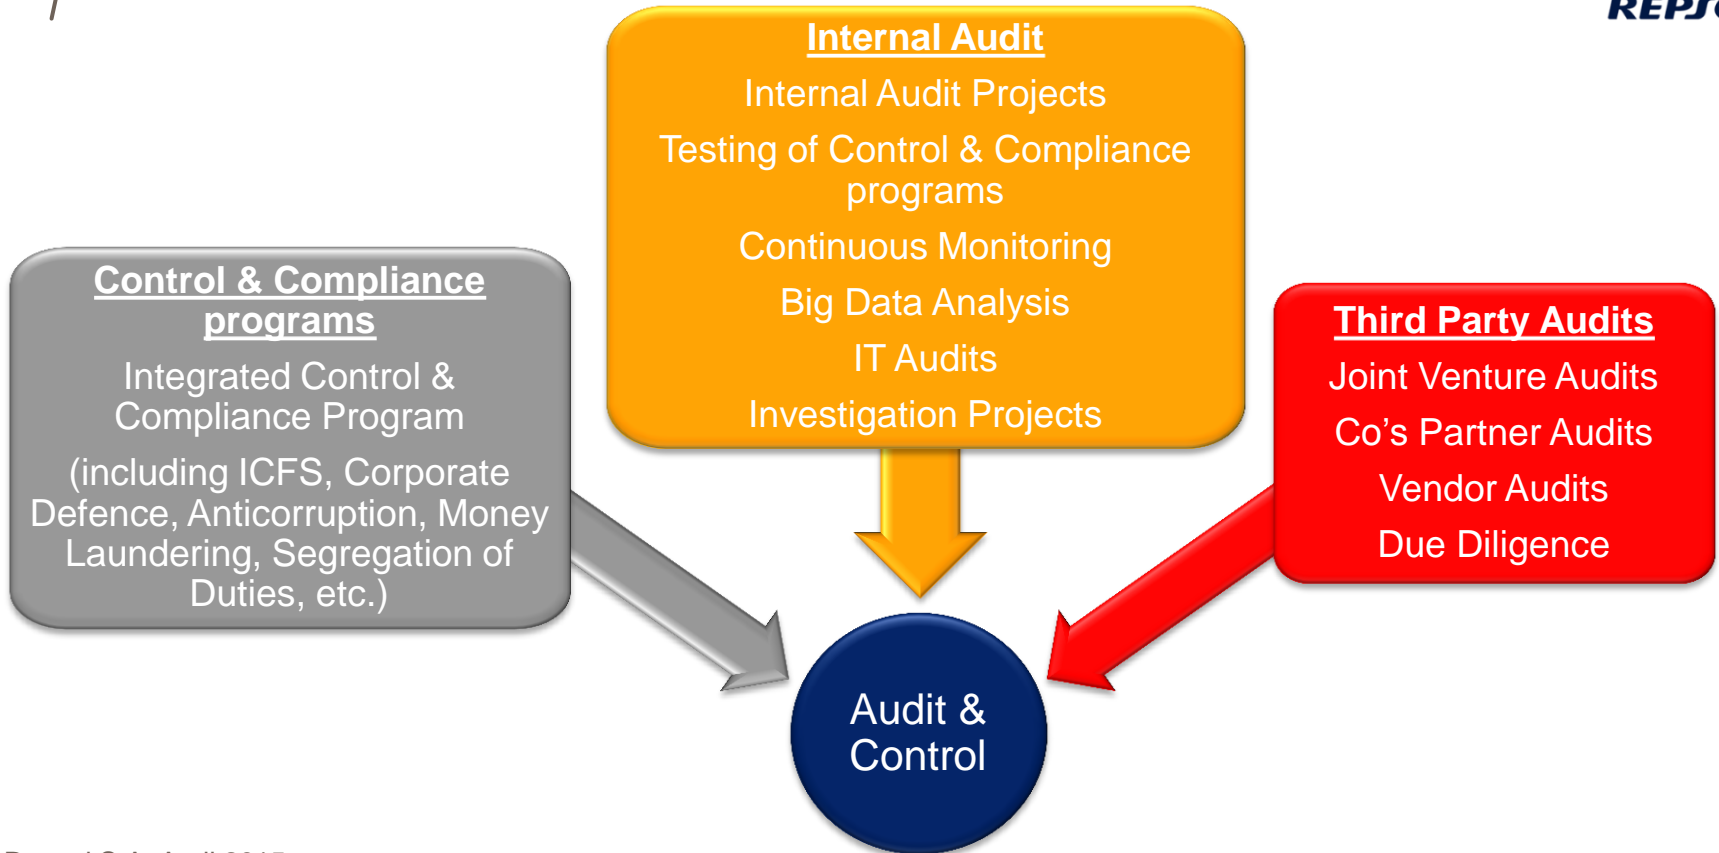 Internal Audit
Internal Audit Projects
Testing of Control & Compliance
programs
Continuous Monitoring
Big Data Analysis
IT Audits
Investigation Projects
Control & Compliance
programs
Integrated Control &
Compliance Program
(including ICFS, Corporate
Defence, Anticorruption, Money
Laundering, Segregation of
Duties, etc.)
Third Party Audits
Joint Venture Audits
Co's Partner Audits
Vendor Audits
Due Diligence
Audit &
Control